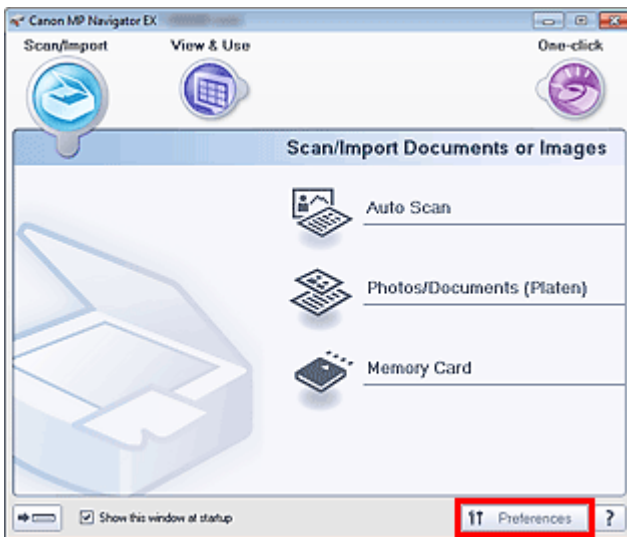 Canon MP Navigator EX
Scan/Import
View & Use
One-click
Scan/Import Documents or Images
Auto Scan
Photos/Documents (Platen)
Memory Card
Show this window at startup
Preferences
?